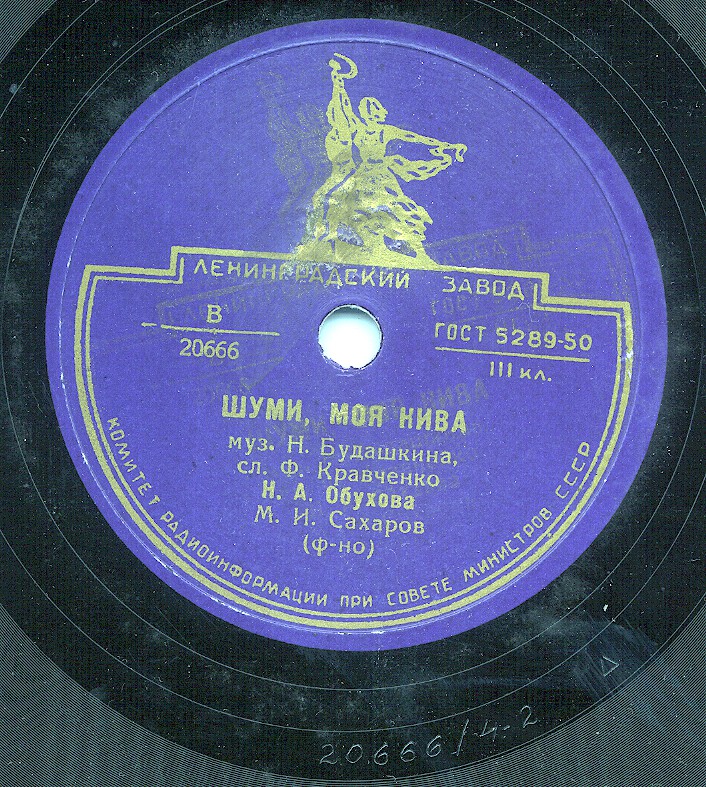 ЛЕНИНГРАДСКИЙ ЗАВОД
В
20666
ГОСТ 5289-50
III КЛ.
ШУМИ, МОЯ НИВА
муз. Н. Будашкина,
сл. Ф. Кравченко
Н. А. Обухова
М. И. Сахаров
(ф-но)
КОМИТЕТ РАДИОИНФОРМАЦИИ ПРИ СОВЕТЕ МИНИСТРОВ СССР
20666/4-2